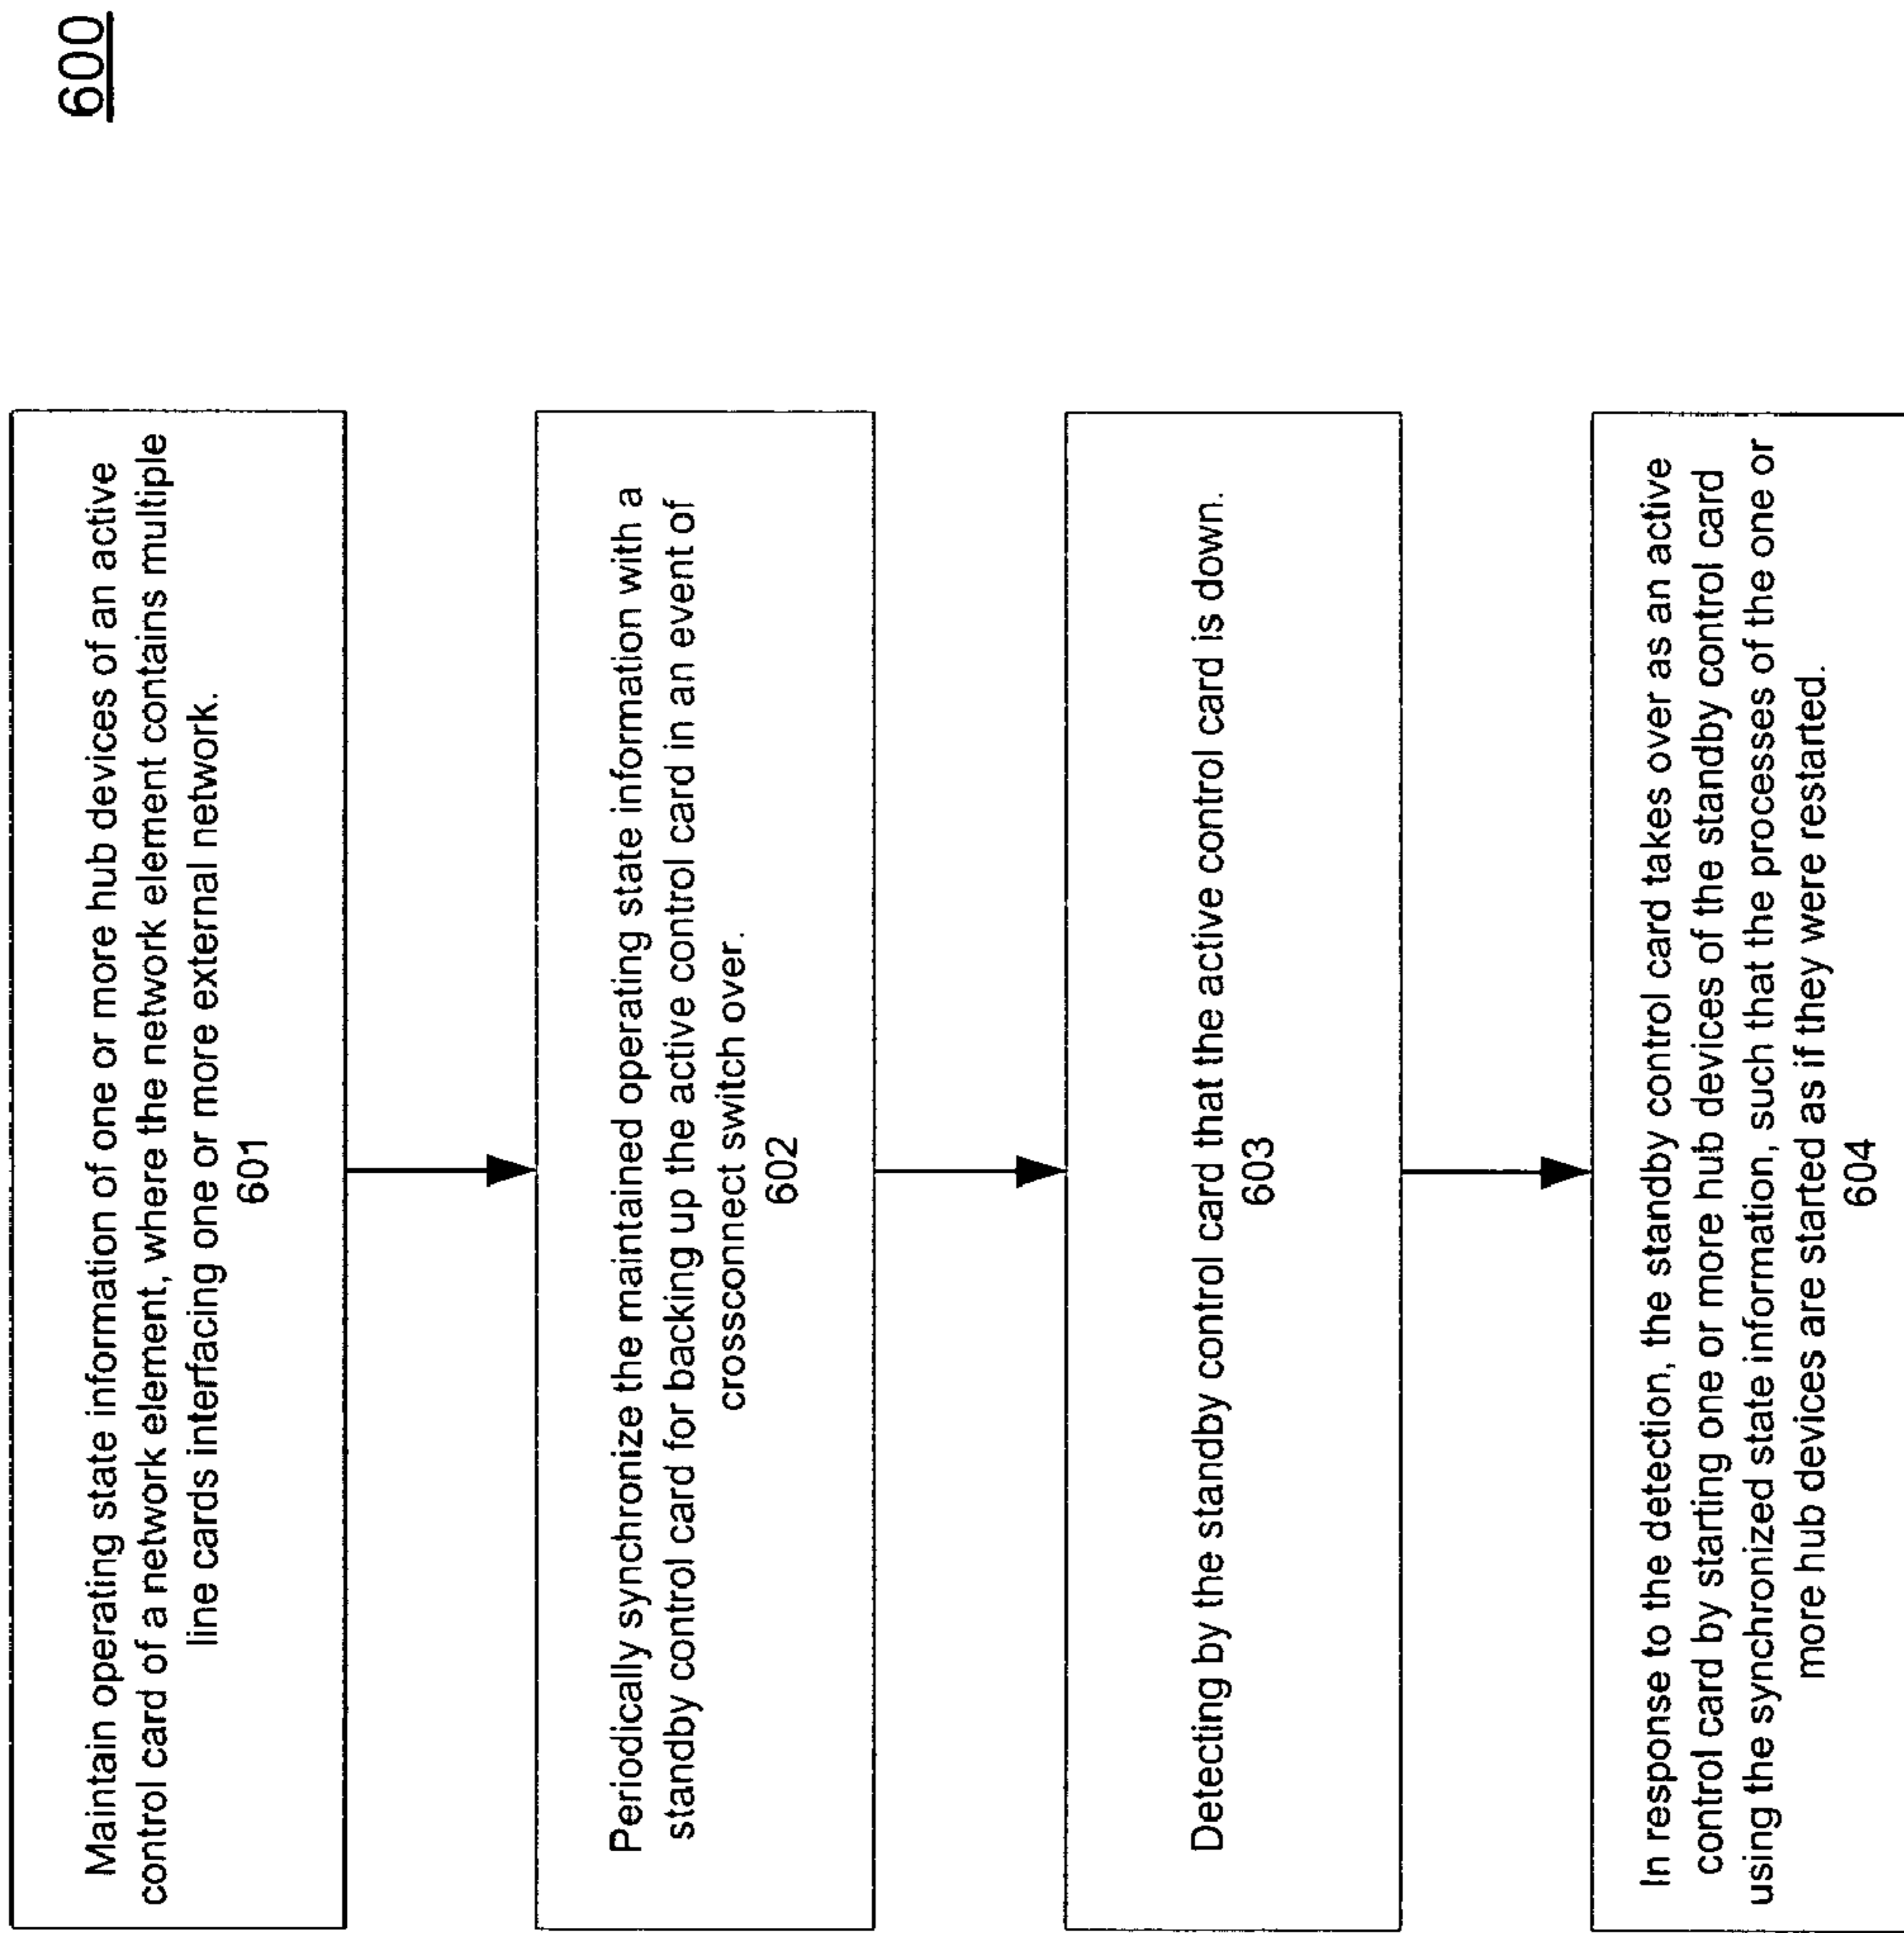 600
Maintain operating state information of one or more hub devices of an active
control card of a network element, where the network element contains multiple
line cards interfacing one or more external network.
601
Periodically synchronize the maintained operating state information with a
standby control card for backing up the active control card in an event of
crossconnect switch over.
602
Detecting by the standby control card that the active control card is down.
603
In response to the detection, the standby control card takes over as an active
control card by starting one or more hub devices of the standby control card
using the synchronized state information, such that the processes of the one or
more hub devices are started as if they were restarted.
604